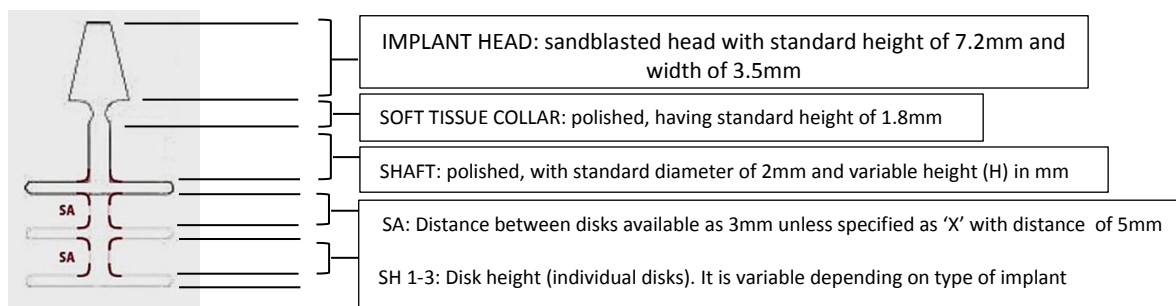 IMPLANT HEAD: sandblasted head with standard height of 7.2mm and
width of 3.5mm
SOFT TISSUE COLLAR: polished, having standard height of 1.8mm
SHAFT: polished, with standard diameter of 2mm and variable height (H) in mm
SA
SA: Distance between disks available as 3mm unless specified as ‘X’ with distance of 5mm
SA
SH 1-3: Disk height (individual disks). It is variable depending on type of implant